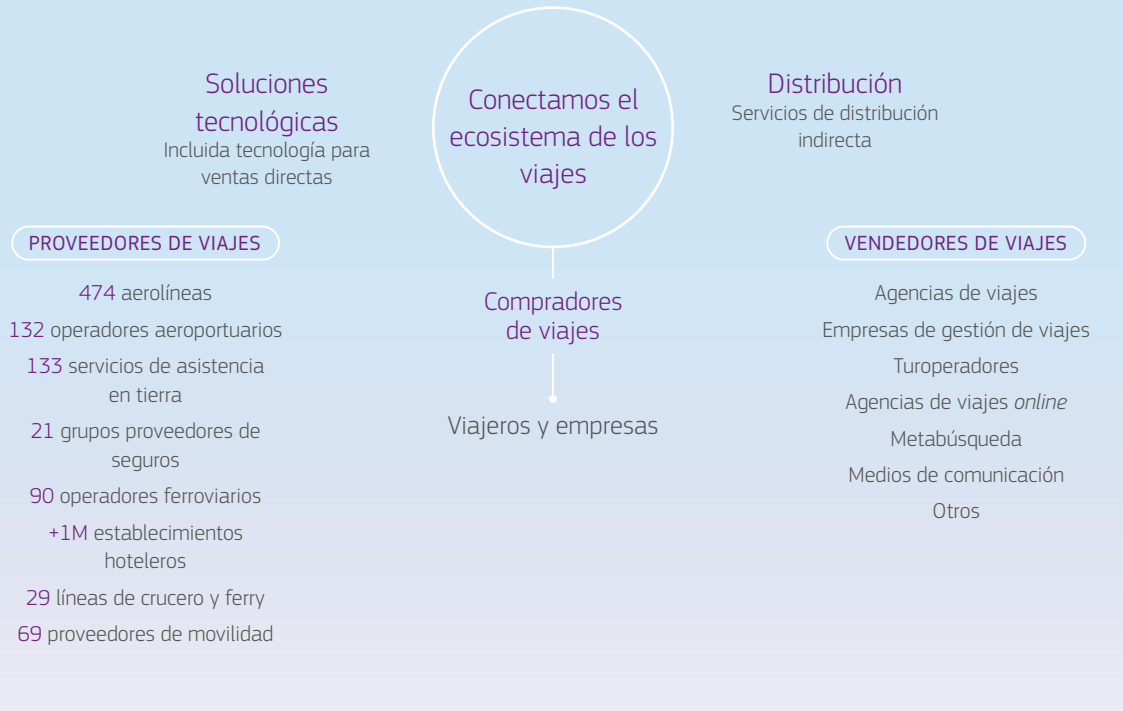 Soluciones
tecnológicas
Incluida tecnología para
ventas directas
Conectamos el
ecosistema de los
viajes
Distribución
Servicios de distribución
indirecta
PROVEEDORES DE VIAJES
474 aerolíneas
132 operadores aeroportuarios
133 servicios de asistencia
en tierra
21 grupos proveedores de
seguros
90 operadores ferroviarios
+1M establecimientos
hoteleros
29 líneas de crucero y ferry
69 proveedores de movilidad
Compradores
de viajes
Viajeros y empresas
VENDEDORES DE VIAJES
Agencias de viajes
Empresas de gestión de viajes
Turoperadores
Agencias de viajes online
Metabúsqueda
Medios de comunicación
Otros